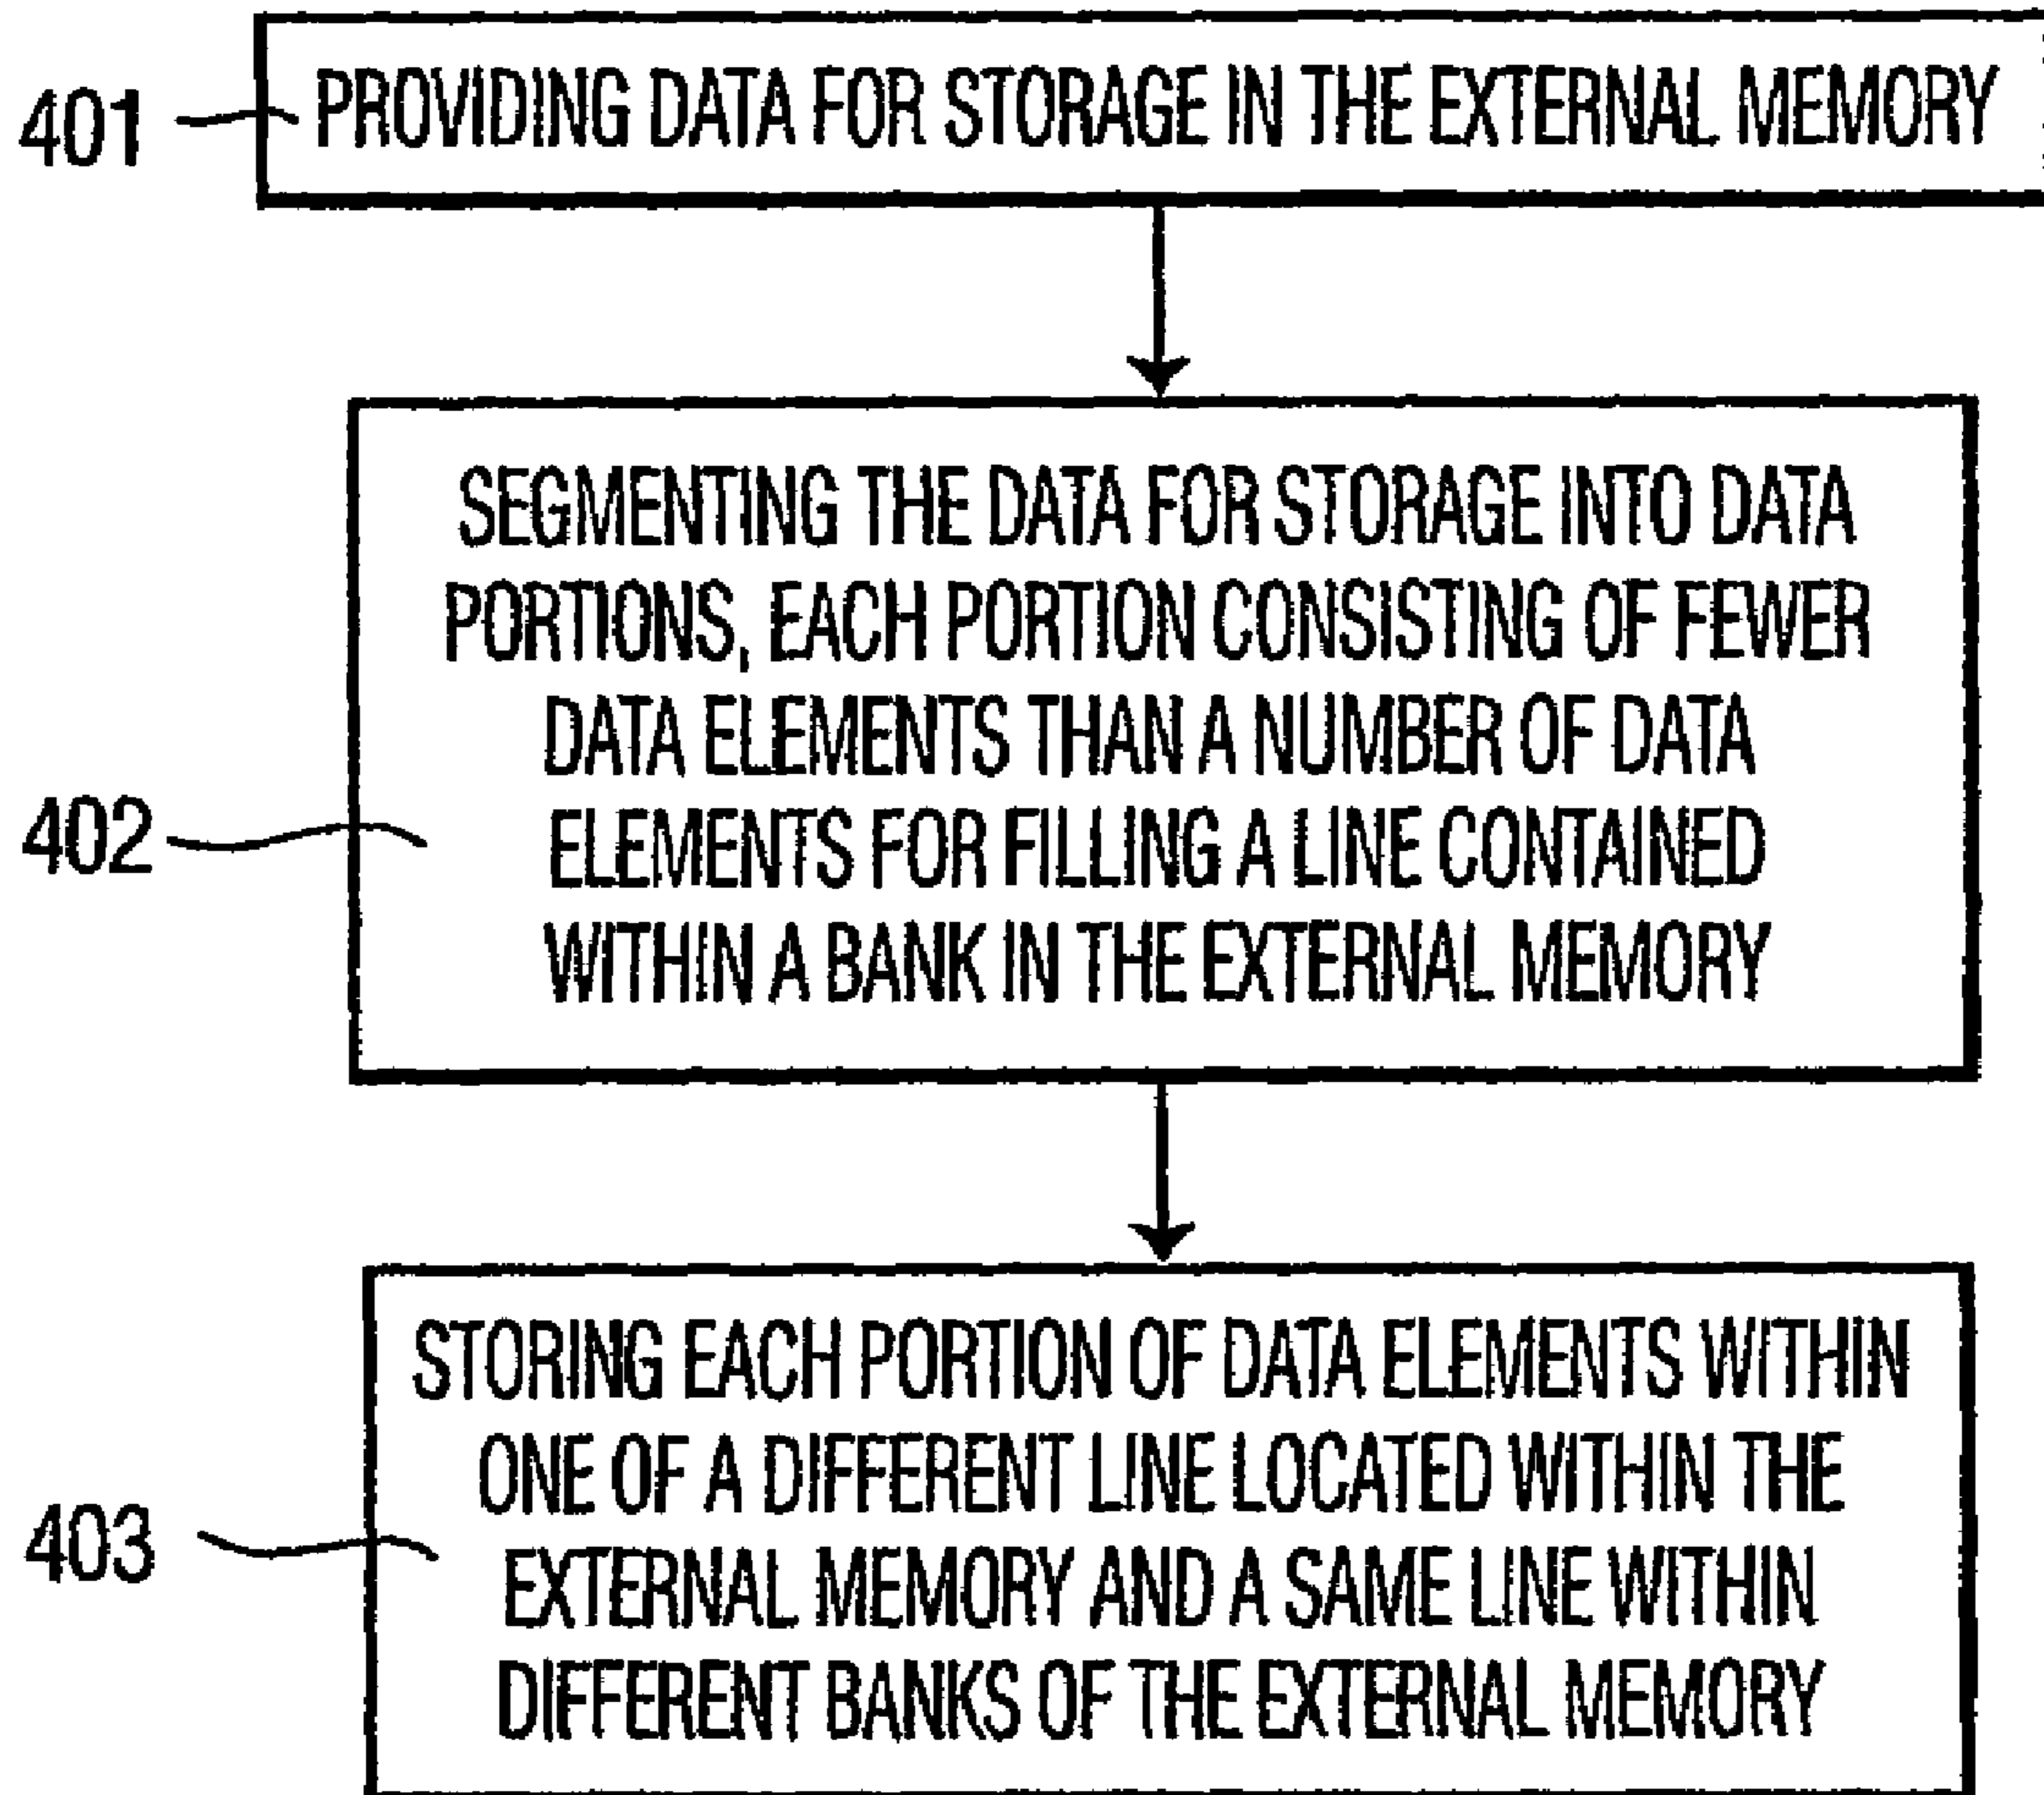 401 PROVIDING DATA FOR STORAGE IN THE EXTERNAL MEMORY
SEGMENTING THE DATA FOR STORAGE INTO DATA
PORTIONS, EACH PORTION CONSISTING OF FEWER
DATA ELEMENTS THAN A NUMBER OF DATA
402 ELEMENTS FOR FILLING A LINE CONTAINED
WITHIN A BANK IN THE EXTERNAL MEMORY
STORING EACH PORTION OF DATA ELEMENTS WITHIN
ONE OF A DIFFERENT LINE LOCATED WITHIN THE
403 EXTERNAL MEMORY AND A SAME LINE WITHIN
DIFFERENT BANKS OF THE EXTERNAL MEMORY